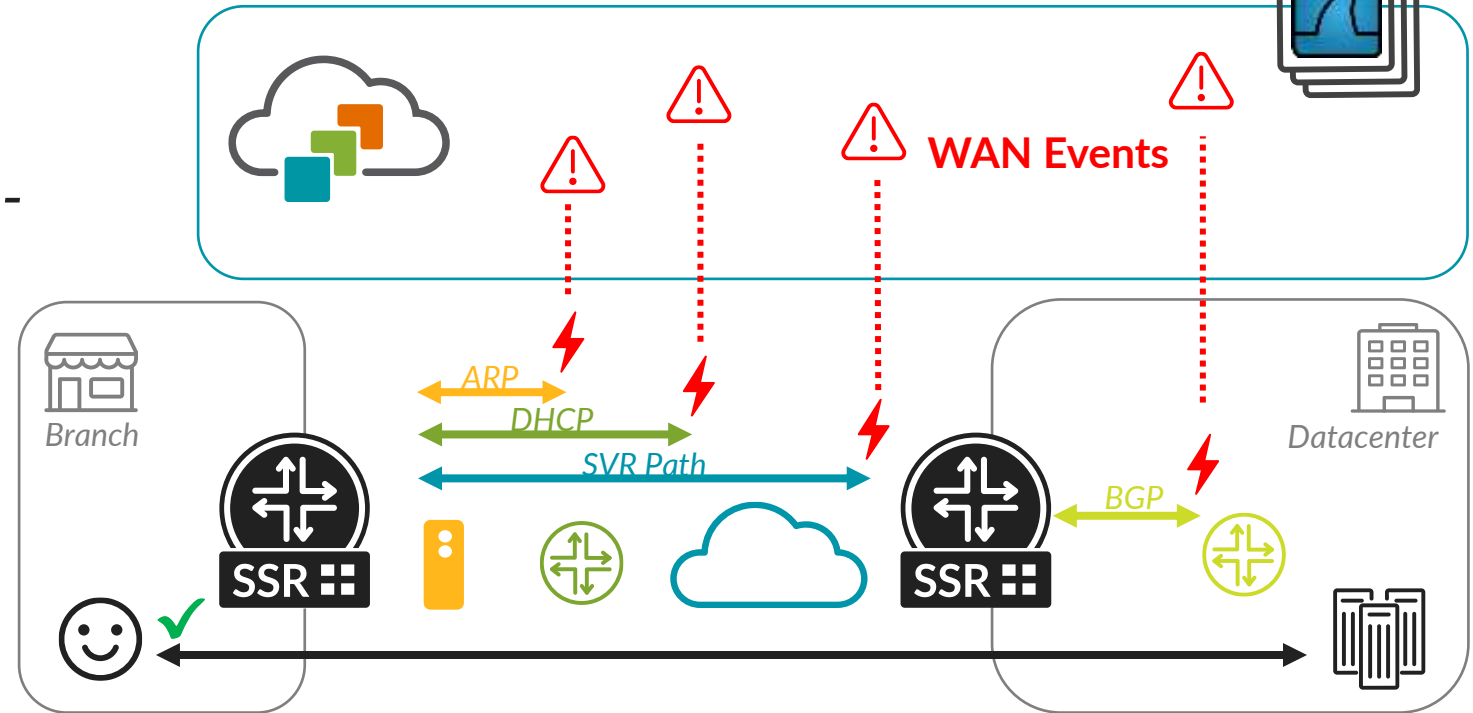 -
WAN Events
Branch
ARP
DHCP
SVR Path
Datacenter
BGP
SSR
SSR